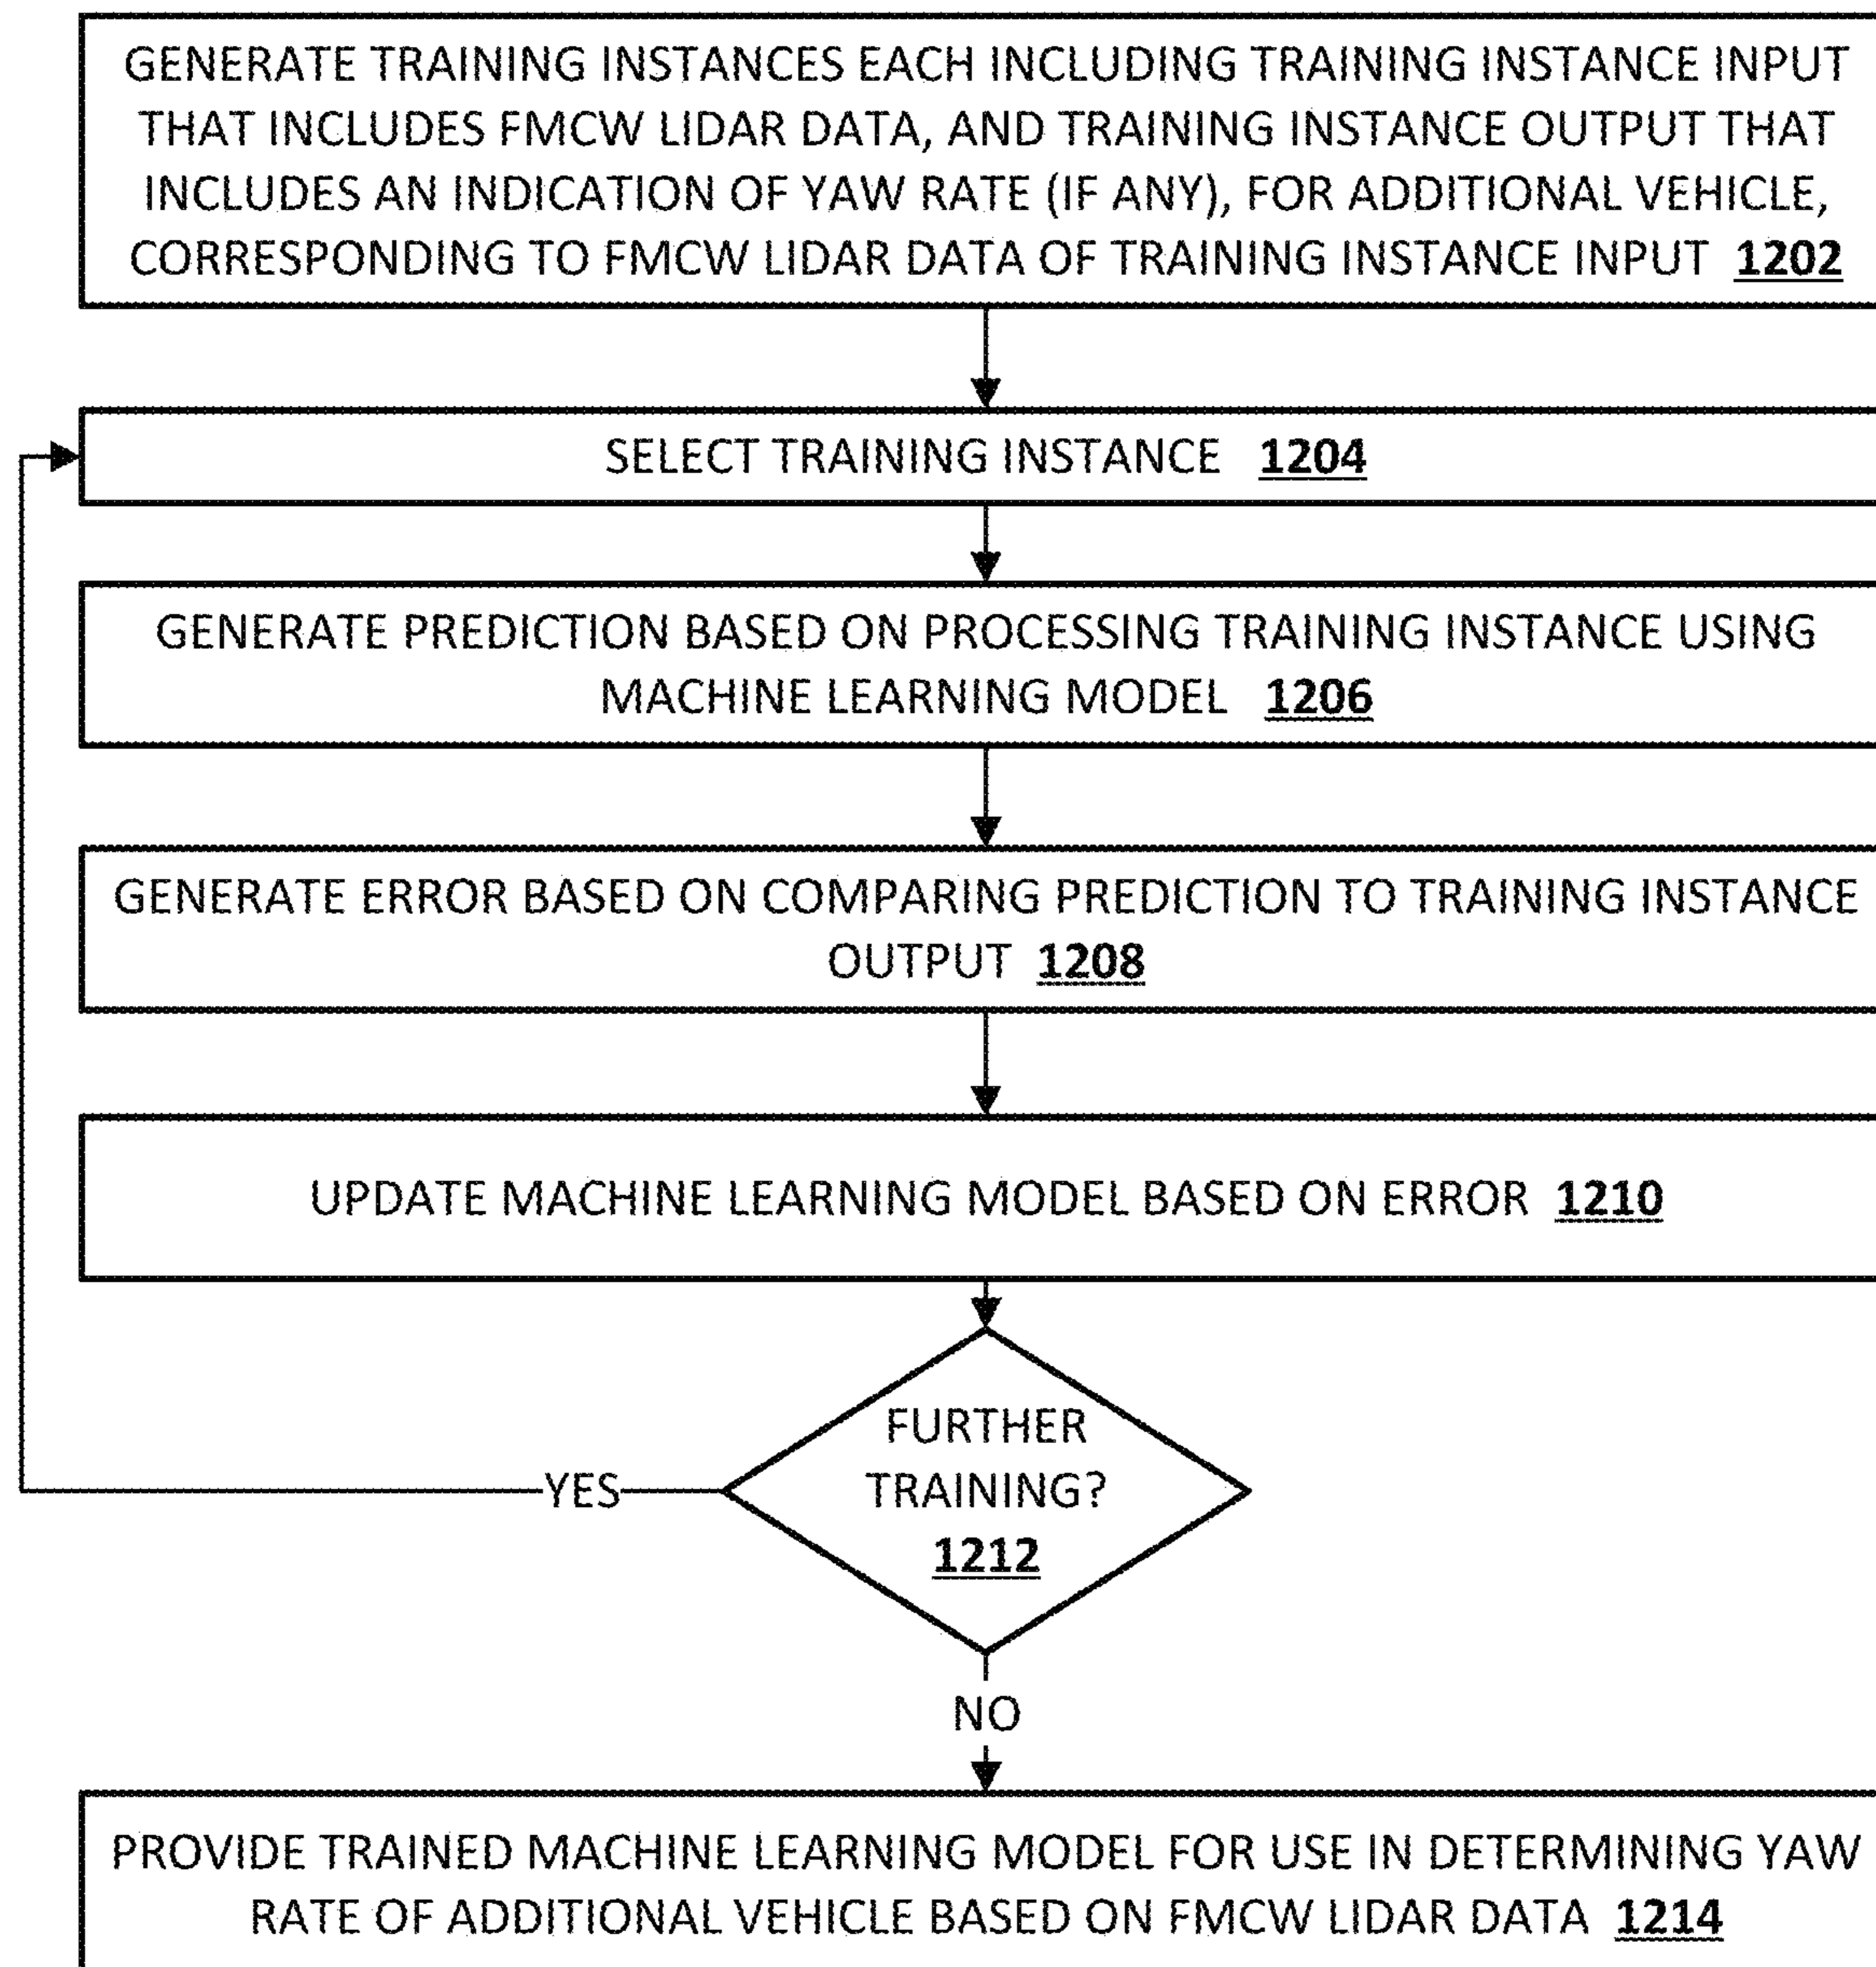 GENERATE TRAINING INSTANCES EACH INCLUDING TRAINING INSTANCE INPUT
THAT INCLUDES FMCW LIDAR DATA, AND TRAINING INSTANCE OUTPUT THAT
INCLUDES AN INDICATION OF YAW RATE (IF ANY), FOR ADDITIONAL VEHICLE,
CORRESPONDING TO FMCW LIDAR DATA OF TRAINING INSTANCE INPUT 1202
SELECT TRAINING INSTANCE 1204
GENERATE PREDICTION BASED ON PROCESSING TRAINING INSTANCE USING
MACHINE LEARNING MODEL 1206
GENERATE ERROR BASED ON COMPARING PREDICTION TO TRAINING INSTANCE
OUTPUT 1208
UPDATE MACHINE LEARNING MODEL BASED ON ERROR 1210
FURTHER
TRAINING?
1212
YES
NO
PROVIDE TRAINED MACHINE LEARNING MODEL FOR USE IN DETERMINING YAW
RATE OF ADDITIONAL VEHICLE BASED ON FMCW LIDAR DATA 1214